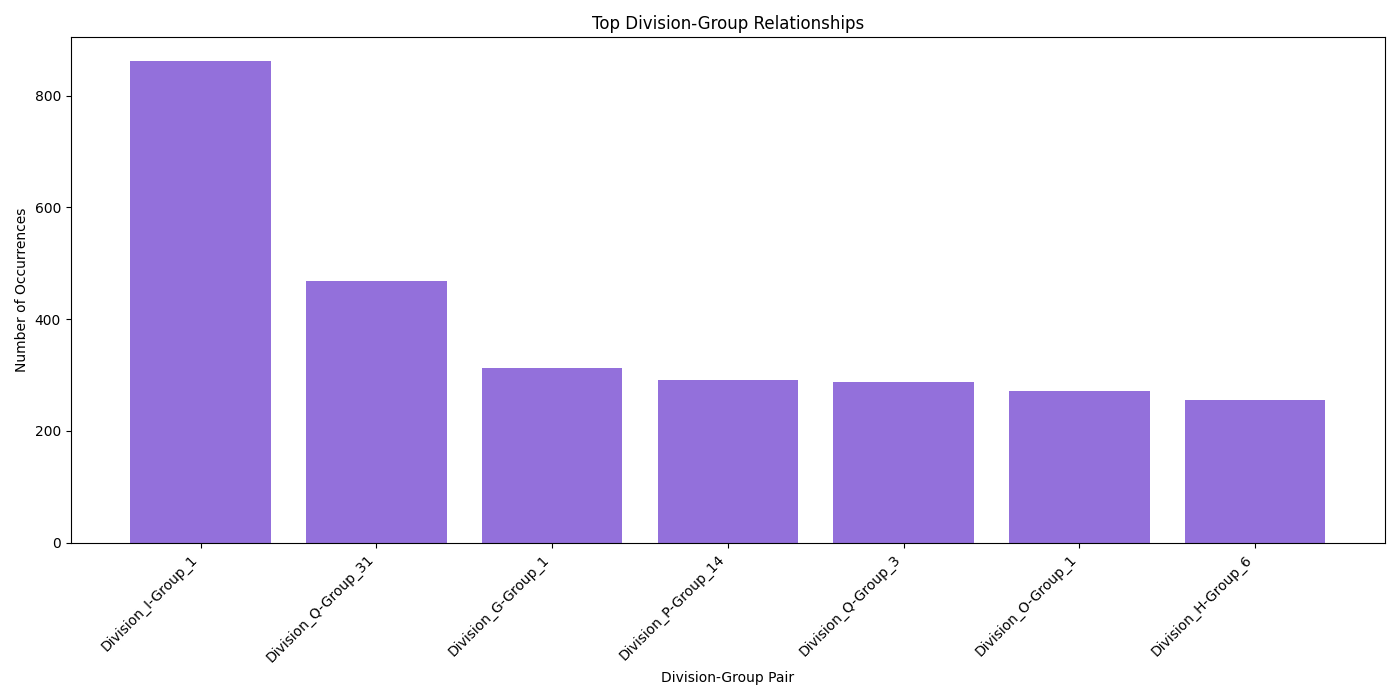 Top Division-Group Relationships
Number of Occurrences
800
600
400
200
0
Division_I-Group_1
Division_Q-Group_31
Division_G-Group_1
Division_P-Group_14
Division_Q-Group_3
Division_O-Group_1
Division_H-Group_6
Division-Group Pair